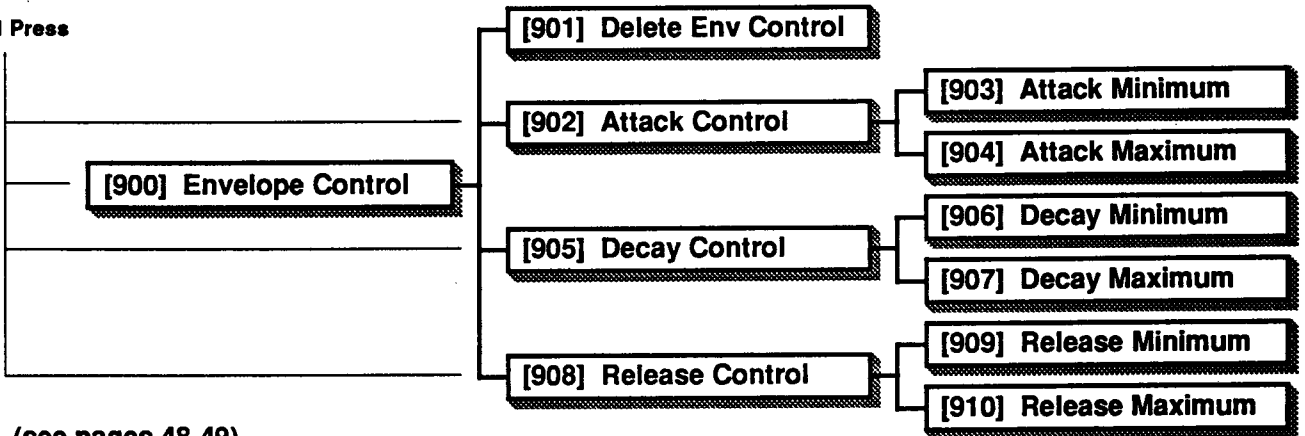 Press
[900] Envelope Control
[901] Delete Env Control
[902] Attack Control
[903] Attack Minimum
[904] Attack Maximum
[905] Decay Control
[906] Decay Minimum
[907] Decay Maximum
[908] Release Control
[909] Release Minimum
[910] Release Maximum
(see pages 48-49)